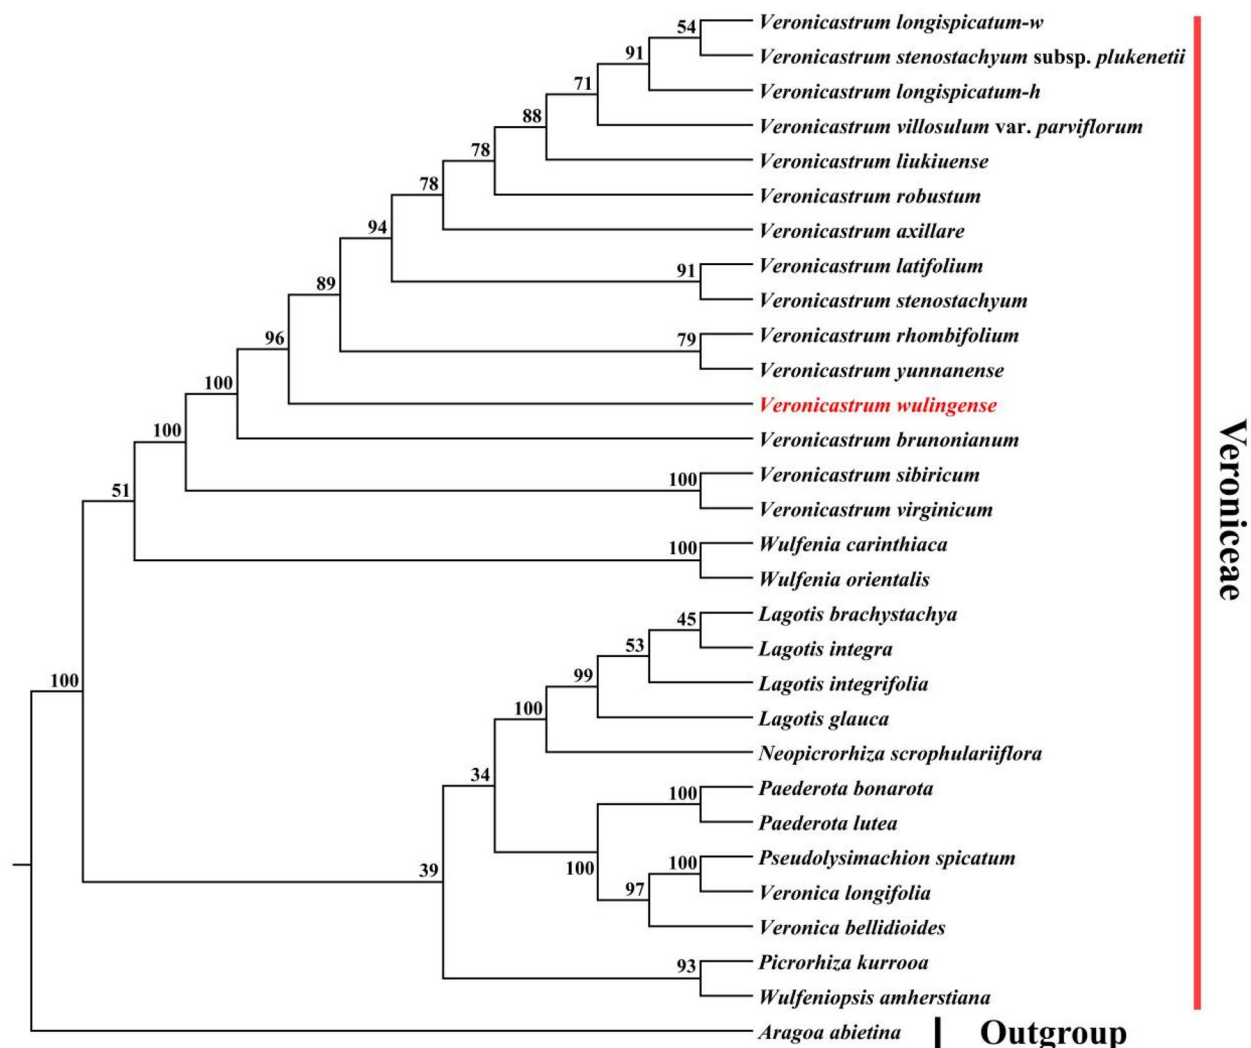 54
Veronicastrum longispicatum-w
Veronicastrum stenostachyum subsp. plukenetii
91
Veronicastrum longispicatum-h
71
Veronicastrum villosulum var. parviflorum
88
Veronicastrum liukiuense
78
Veronicastrum robustum
78
Veronicastrum axillare
94
Veronicastrum latifolium
91
Veronicastrum stenostachyum
89
Veronicastrum rhombifolium
79
Veronicastrum yunnanense
96
Veronicastrum wulingense
100
Veronicastrum brunonianum
100
Veronicastrum sibiricum
100
Veronicastrum virginicum
51
Wulfenia carinthiaca
100
Wulfenia orientalis
Lagotis brachystachya
45
Lagotis integra
53
Lagotis integrifolia
99
Lagotis glauca
100
Neopicrorhiza scrophulariiflora
34
Paederota bonarota
100
Paederota lutea
100
Pseudolysimachion spicatum
100
Veronica longifolia
97
Veronica bellidioides
39
Picrorhiza kurrooa
93
Wulfeniopsis amherstiana
100
Aragoa abietina
Outgroup
Veroniceae